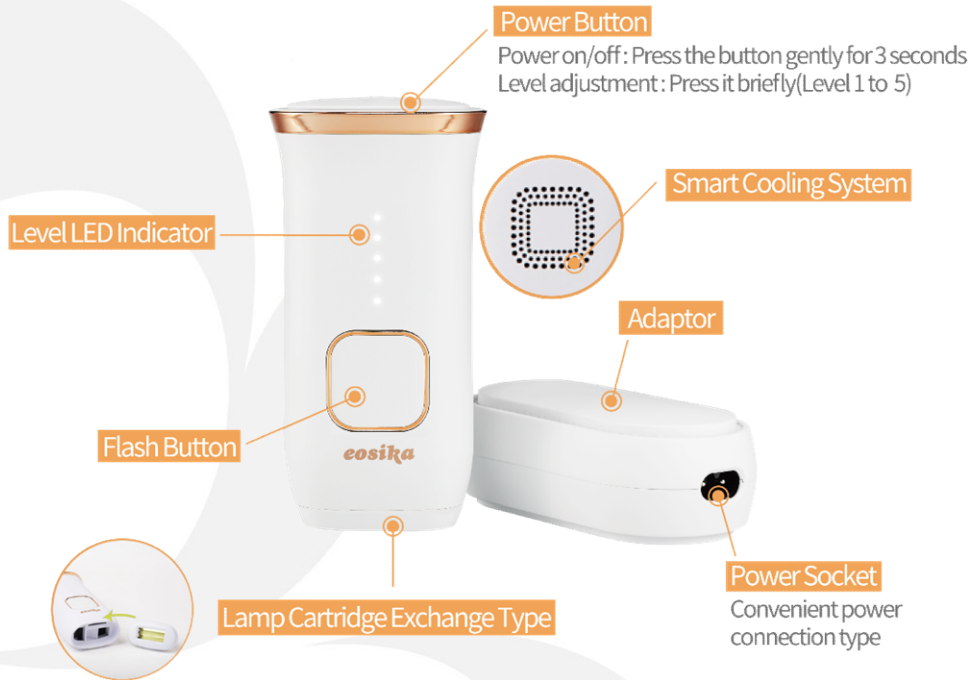 Power Button
Power on/off : Press the button gently for 3 seconds
Level adjustment : Press it briefly(Level 1 to 5)
Smart Cooling System
Level LED Indicator
Adaptor
Flash Button
eosika
Power Socket
Convenient power
connection type
Lamp Cartridge Exchange Type